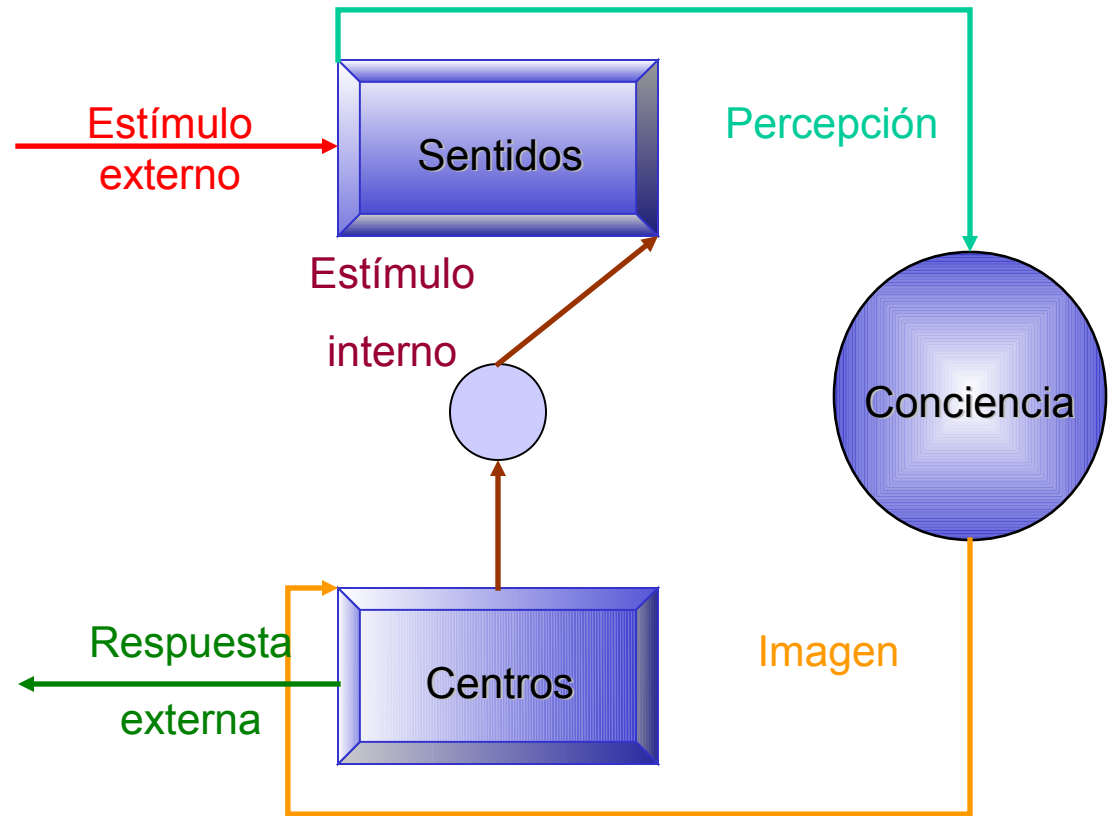 Estímulo
externo
Sentidos
Percepción
Estímulo
interno
Conciencia
Respuesta
externa
Centros
Imagen